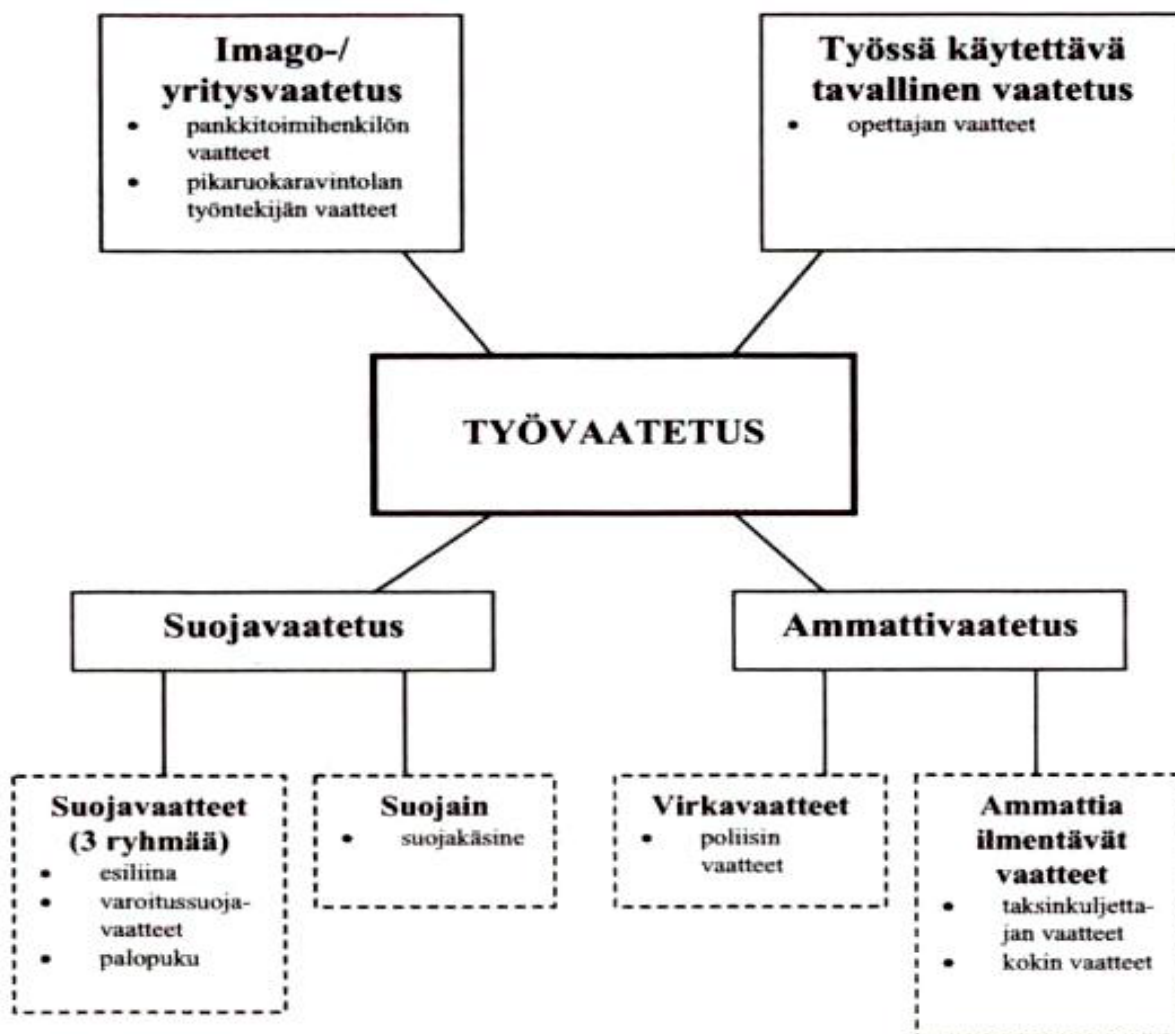 Imago-/
yritysvaatetus
• pankkitoimihenkilön
vaatteet
• pikaruokaravintolan
työntekijän vaatteet
Työssä käytettävä
tavallinen vaatetus
• opettajan vaatteet
TYÖVAATETUS
Suojavaatetus
Ammattivaatetus
Suojavaatteet
(3 ryhmää)
• esiliina
• varoitussuoja-
vaatteet
• palopuku
Suojain
• suojakäsine
Virkavaatteet
• poliisin
vaatteet
Ammattia
ilmentävät
vaatteet
• taksinkuljetta-
jan vaatteet
• kokin vaatteet